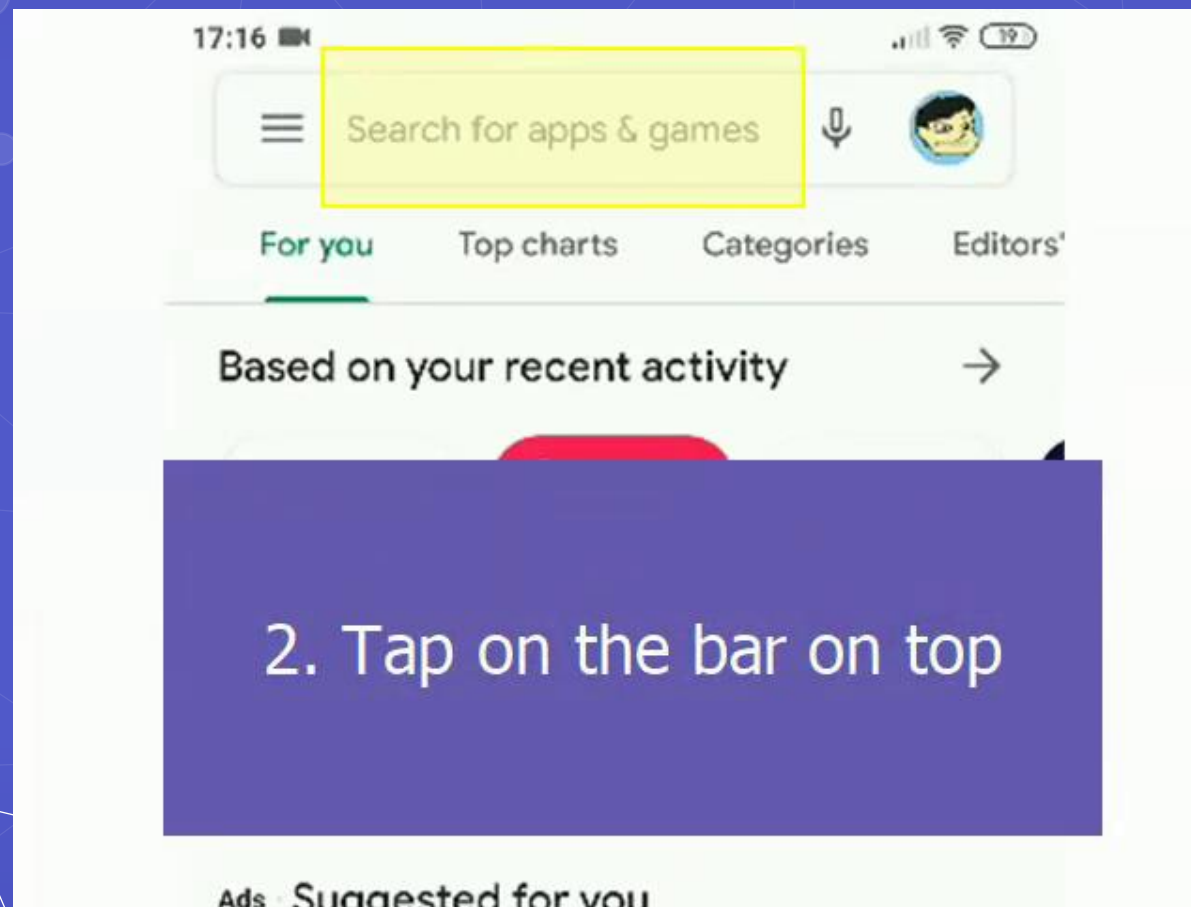 17:16 19
Search for apps & games
For you Top charts Categories Editors'
Based on your recent activity
2. Tap on the bar on top
Ads · Suggested for you